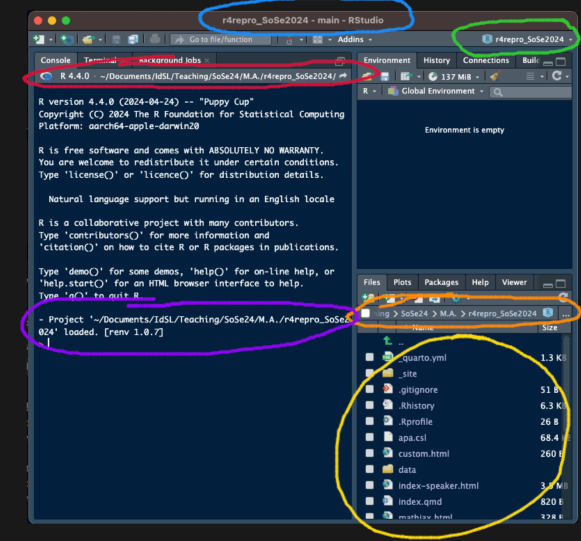 r4repro_SoSe2024 - main - RStudio
Go to file/function
Addins
r4repro_SoSe2024
Console Terminal Background Jobs
R 4.4.0 · ~/Documents/IdSL/Teaching/SoSe24/M.A./r4repro_SoSe2024/
R version 4.4.0 (2024-04-24) -- "Puppy Cup"
Copyright (C) 2024 The R Foundation for Statistical Computing
Platform: aarch64-apple-darwin20
R is free software and comes with ABSOLUTELY NO WARRANTY.
You are welcome to redistribute it under certain conditions.
Type 'license()' or 'licence()' for distribution details.
Natural language support but running in an English locale
R is a collaborative project with many contributors.
Type 'contributors()' for more information and
'citation()' on how to cite R or R packages in publications.
Type 'demo()' for some demos, 'help()' for on-line help, or
'help.start()' for an HTML browser interface to help.
Type 'q()' to quit R.
- Project '~/Documents/IdSL/Teaching/SoSe24/M.A./r4repro_SoSe2
024' loaded. [renv 1.0.7]
Environment History Connections Build
137 MiB
R Global Environment
Environment is empty
Files Plots Packages Help Viewer
SoSe24 > M.A. > r4repro_SoSe2024 ...
Name Size
..
_quarto.yml 1.3 KB
_site
.gitignore 51 B
.Rhistory 6.3 KB
.Rprofile 26 B
apa.csl 68.4
custom.html 260 B
data
index-speaker.html MB
index.qmd 820 B
mathjax.html 328 B